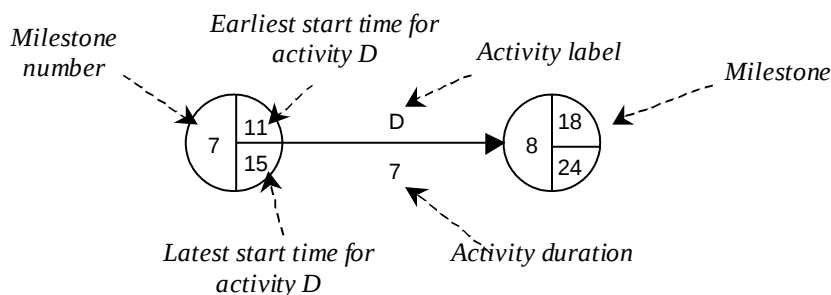 Milestone
number
Earliest start time for
activity D
Activity label
Milestone
7
11
15
D
7
8
18
24
Latest start time for
activity D
Activity duration